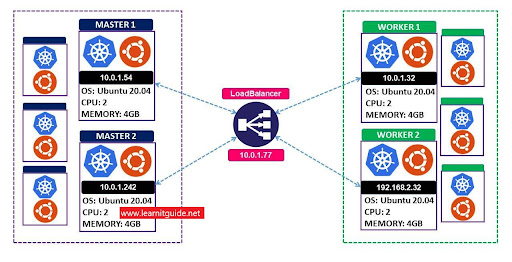 MASTER 1
10.0.1.54
OS: Ubuntu 20.04
CPU: 2
MEMORY: 4GB
MASTER 2
10.0.1.242
OS: Ubuntu 20.04
CPU: 2
www.learnitguide.net
MEMORY: 4GB
LoadBalancer
10.0.1.77
WORKER 1
10.0.1.32
OS: Ubuntu 20.04
CPU: 2
MEMORY: 4GB
WORKER 2
192.168.2.32
OS: Ubuntu 20.04
CPU: 2
MEMORY: 4GB